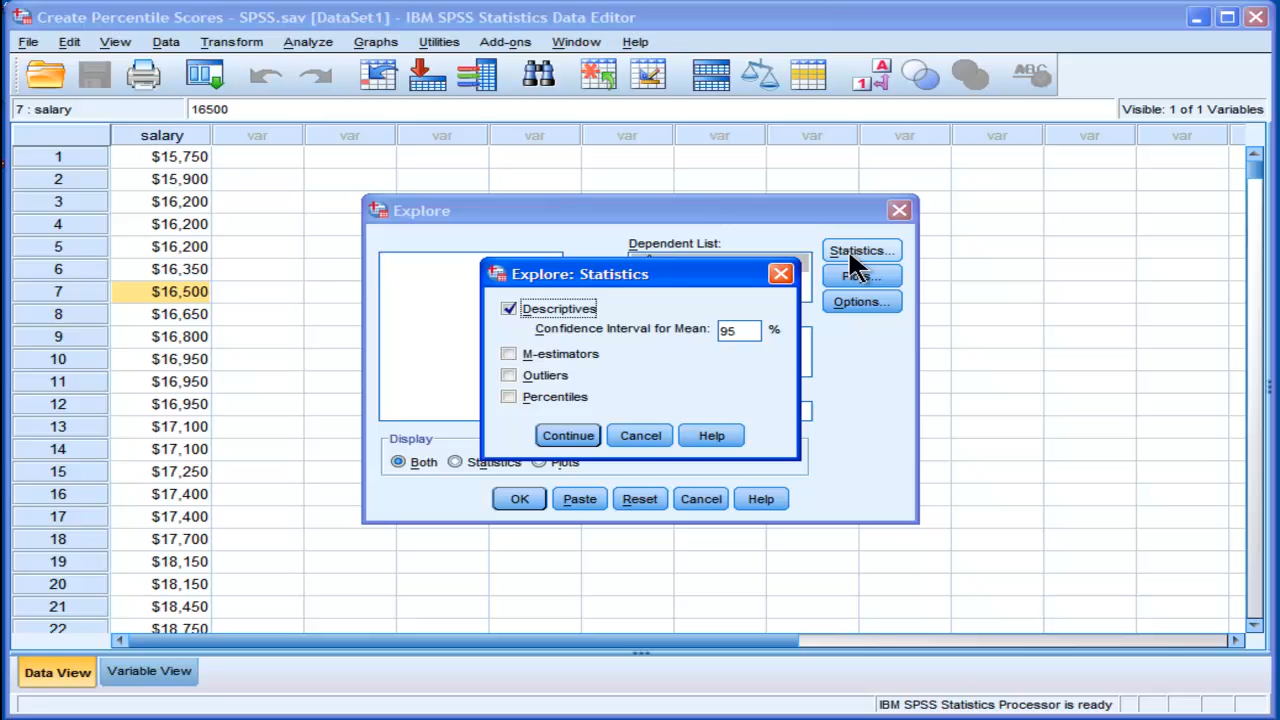 Create Percentile Scores - SPSS.sav [DataSet1] - IBM SPSS Statistics Data Editor
File Edit View Data Transform Analyze Graphs Utilities Add-ons Window Help
1 A ABC
7 : salary 16500 Visible: 1 of 1 Variables
salary var var var var var var var var var var var
1 $15,750
2 $15,900
3 $16,200
4 $16,200
5 $16,200
6 $16,350
7 $16,500
8 $16,650
9 $16,800
10 $16,950
11 $16,950
12 $16,950
13 $17,100
14 $17,100
15 $17,250
16 $17,400
17 $17,400
18 $17,700
19 $18,150
20 $18,150
21 $18,450
22 $18,750
Explore
Dependent List:
Statistics...
Options...
Explore: Statistics
Descriptives
Confidence Interval for Mean: 95 %
M-estimators
Outliers
Percentiles
Continue Cancel Help
Display
Both Statistics Plots
OK Paste Reset Cancel Help
Data View Variable View
IBM SPSS Statistics Processor is ready